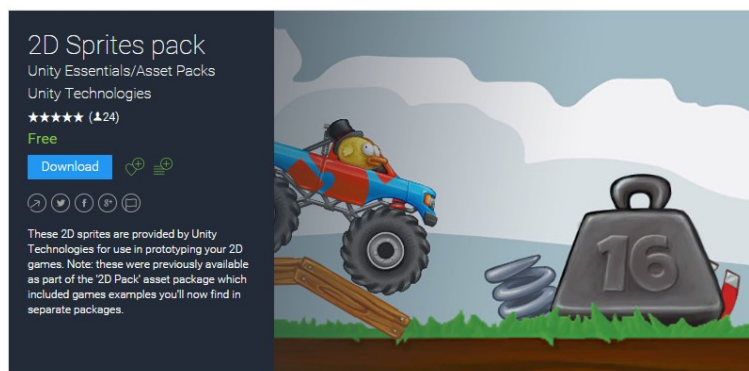 2D Sprites pack
Unity Essentials/Asset Packs
Unity Technologies
★★★★★ (24)
Free
Download
These 2D sprites are provided by Unity
Technologies for use in prototyping your 2D
games. Note: these were previously available
as part of the '2D Pack' asset package which
included games examples you'll now find in
separate packages.
16